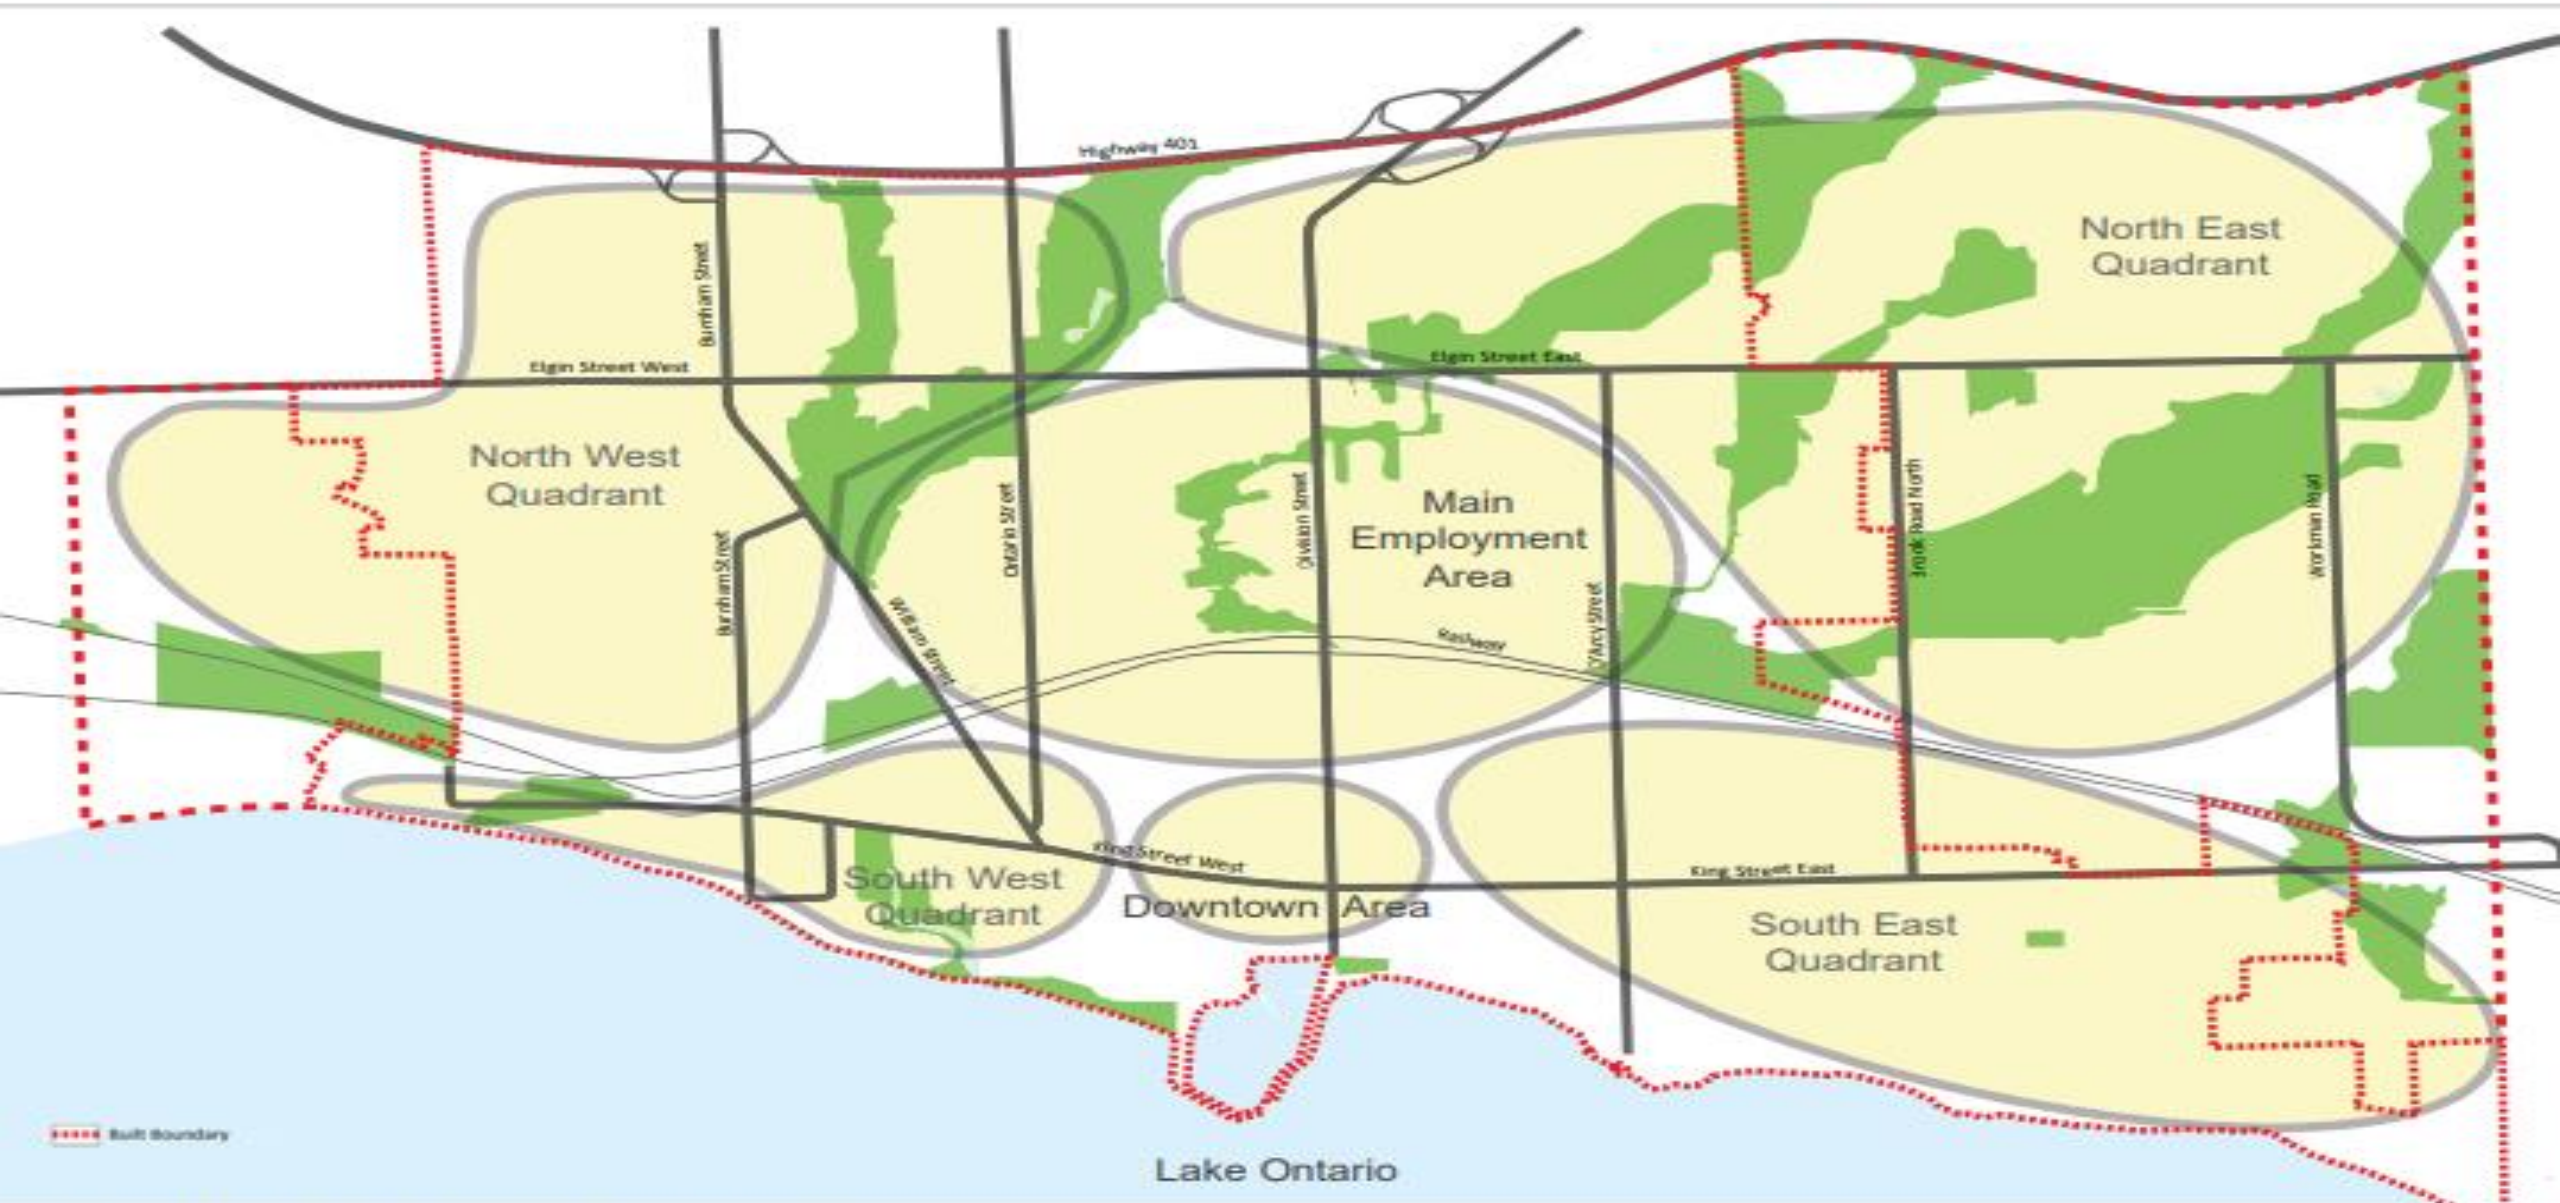 Highway 401
North East
Quadrant
Burnham Street
Elgin Street West
Elgin Street East
North West
Quadrant
Main
Employment
Area
Ontario Street
Division Street
Brook Road North
Workman Road
Burnham Street
William Street
D'Arcy Street
Railway
King Street West
King Street East
South West
Quadrant
Downtown Area
South East
Quadrant
Built Boundary
Lake Ontario